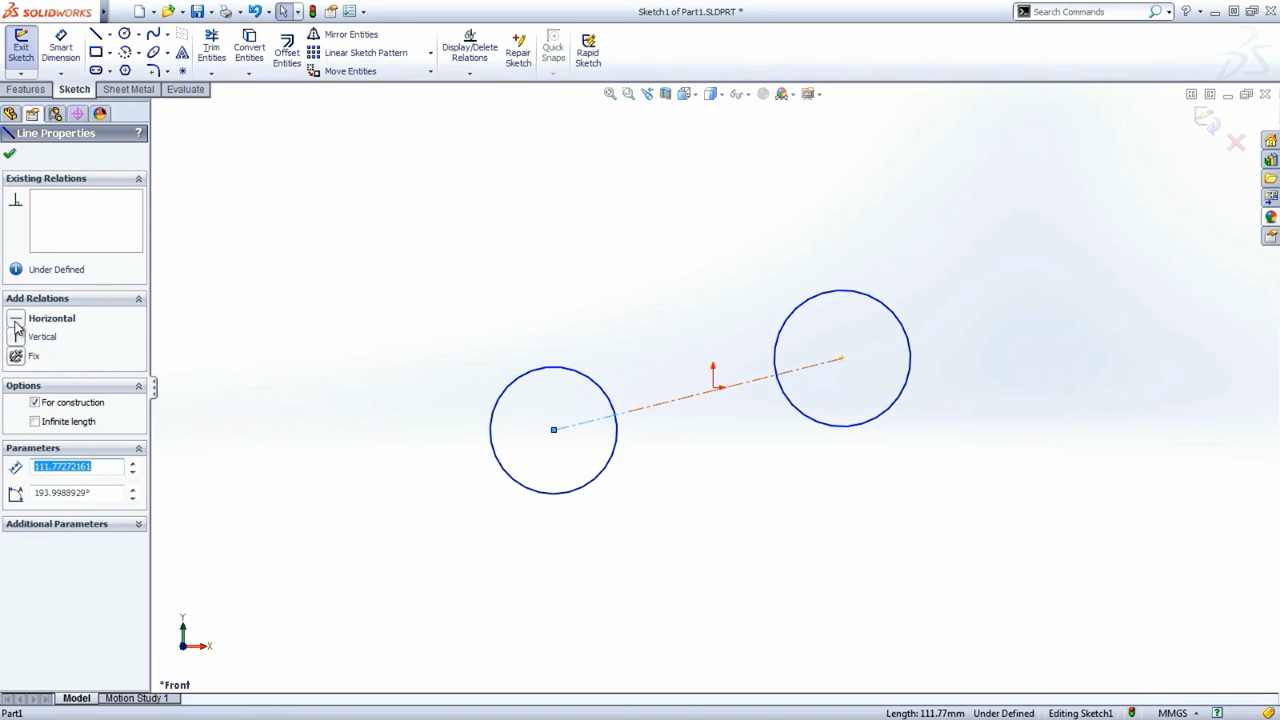 SOLIDWORKS
Sketch1 of Part1.SLDPRT *
Search Commands
Exit Sketch
Smart Dimension
Trim Entities
Convert Entities
Offset Entities
Mirror Entities
Linear Sketch Pattern
Move Entities
Display/Delete Relations
Repair Sketch
Quick Snaps
Rapid Sketch
Features
Sketch
Sheet Metal
Evaluate
Line Properties
?
Existing Relations
Under Defined
Add Relations
Horizontal
Vertical
Fix
Options
For construction
Infinite length
Parameters
111.77272161
193.9988929°
Additional Parameters
Y
X
*Front
Model
Motion Study 1
Part1
Length: 111.77mm
Under Defined
Editing Sketch1
MMGS
?